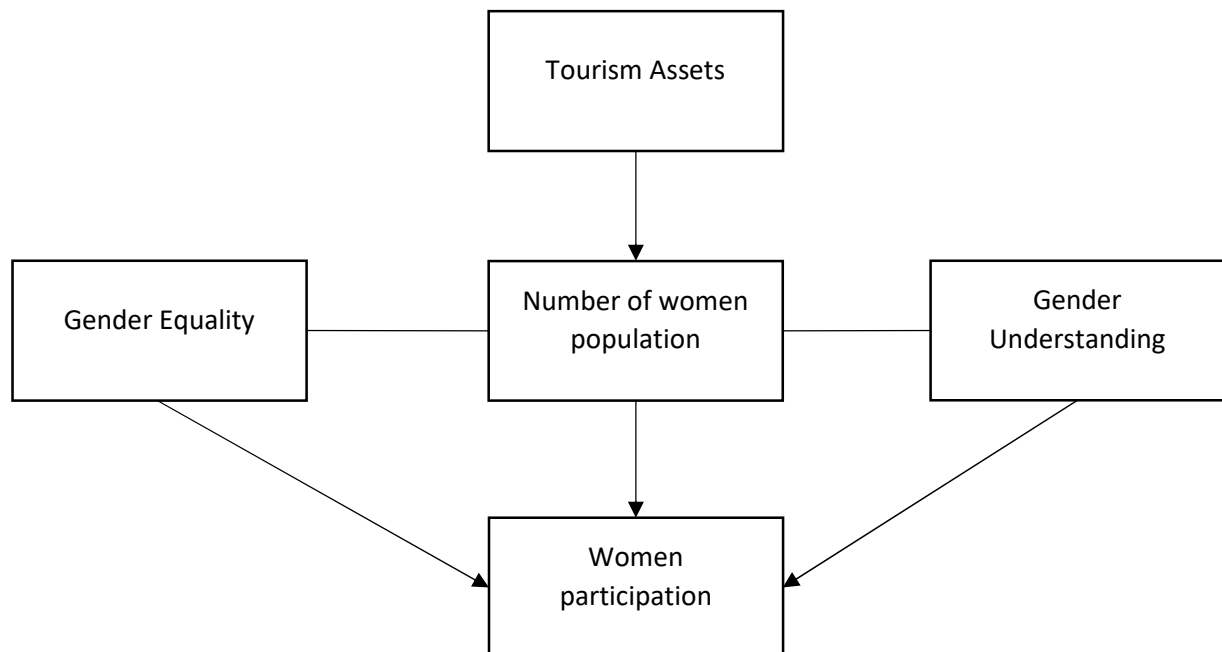 Tourism Assets
Gender Equality
Number of women
population
Gender
Understanding
Women
participation